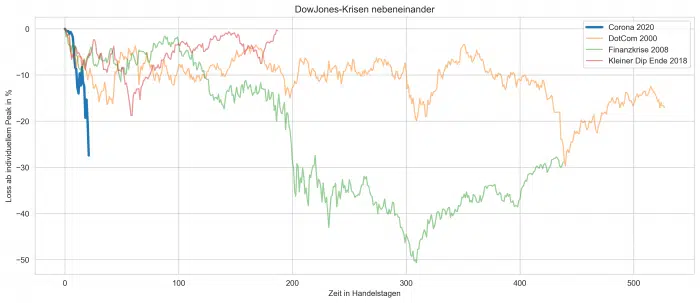 DowJones-Krisen nebeneinander
Corona 2020
DotCom 2000
Finanzkrise 2008
Kleiner Dip Ende 2018
Loss ab individuellem Peak in %
0
−10
−20
−30
−40
−50
0
100
200
300
400
500
Zeit in Handelstagen